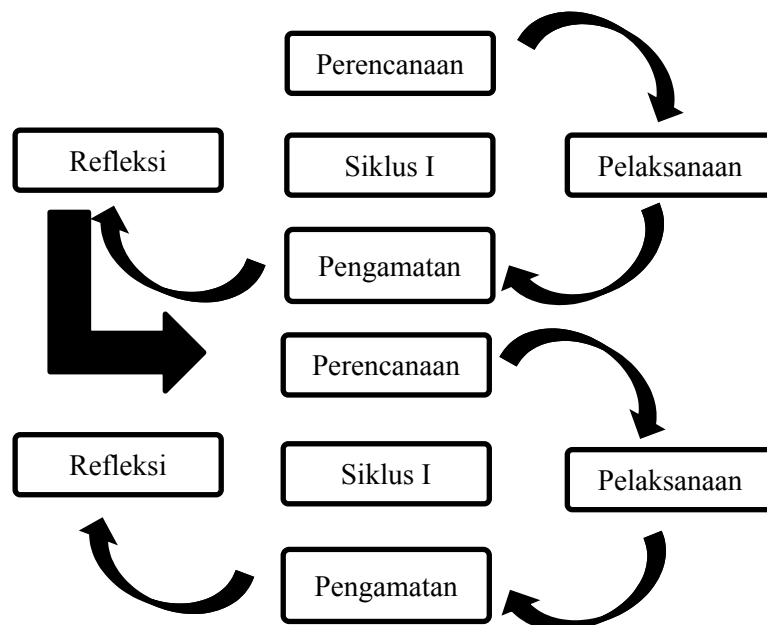 Perencanaan
Refleksi
Siklus I
Pelaksanaan
Pengamatan
Perencanaan
Refleksi
Siklus I
Pelaksanaan
Pengamatan